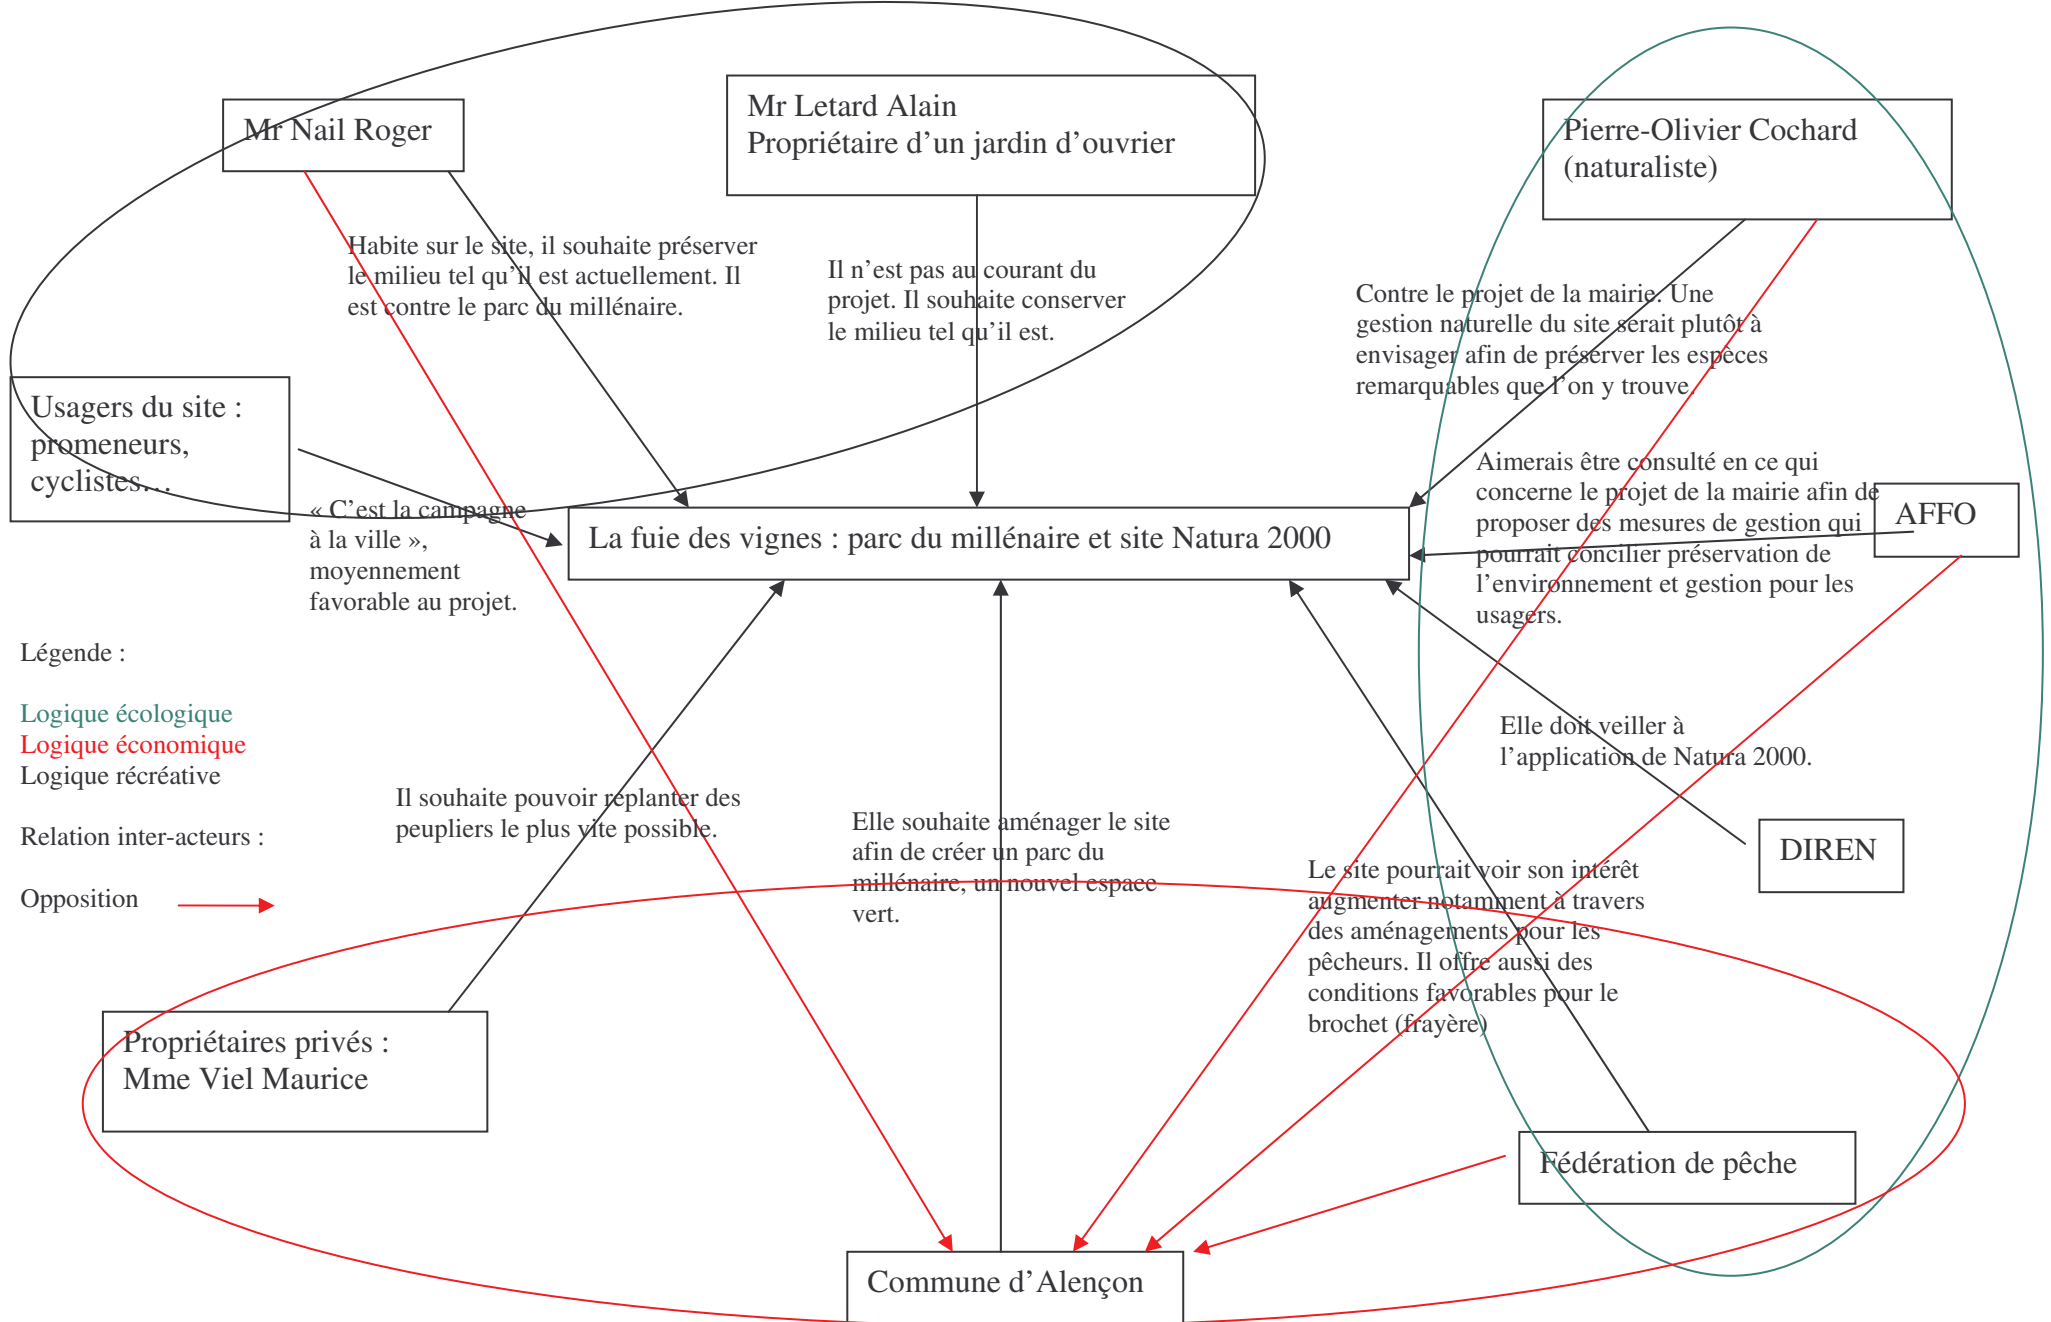 Mr Nail Roger
Mr Letard Alain
Propriétaire d’un jardin d’ouvrier
Pierre-Olivier Cochard
(naturaliste)
Habite sur le site, il souhaite préserver
le milieu tel qu’il est actuellement. Il
est contre le parc du millénaire.
Il n’est pas au courant du
projet. Il souhaite conserver
le milieu tel qu’il est.
Contre le projet de la mairie. Une
gestion naturelle du site serait plutôt à
envisager afin de préserver les espèces
remarquables que l’on y trouve.
Usagers du site :
promeneurs,
cyclistes…
« C’est la campagne
à la ville »,
moyennement
favorable au projet.
La fuie des vignes : parc du millénaire et site Natura 2000
Aimerais être consulté en ce qui
concerne le projet de la mairie afin de
proposer des mesures de gestion qui
pourrait concilier préservation de
l’environnement et gestion pour les
usagers.
AFFO
Légende :
Logique écologique
Logique économique
Logique récréative
Relation inter-acteurs :
Opposition
Il souhaite pouvoir replanter des
peupliers le plus vite possible.
Elle souhaite aménager le site
afin de créer un parc du
millénaire, un nouvel espace
vert.
Elle doit veiller à
l’application de Natura 2000.
DIREN
Le site pourrait voir son intérêt
augmenter notamment à travers
des aménagements pour les
pêcheurs. Il offre aussi des
conditions favorables pour le
brochet (frayère)
Propriétaires privés :
Mme Viel Maurice
Fédération de pêche
Commune d’Alençon